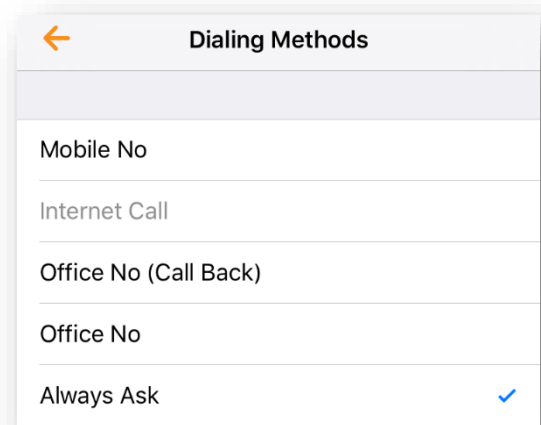 Dialing Methods
Mobile No
Internet Call
Office No (Call Back)
Office No
Always Ask